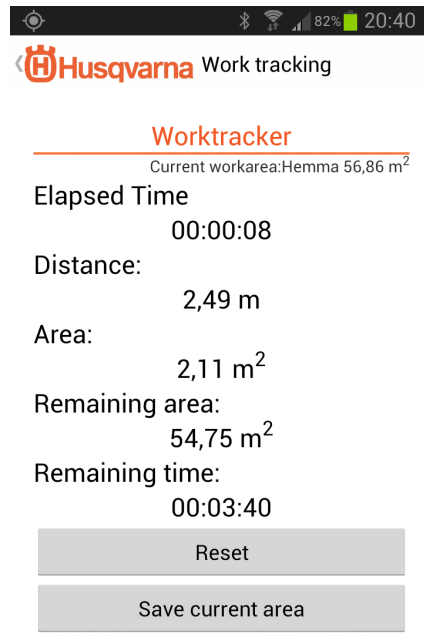 82% 20:40
Husqvarna Work tracking
Worktracker
Current workarea:Hemma 56,86 m²
Elapsed Time
00:00:08
Distance:
2,49 m
Area:
2,11 m²
Remaining area:
54,75 m²
Remaining time:
00:03:40
Reset
Save current area